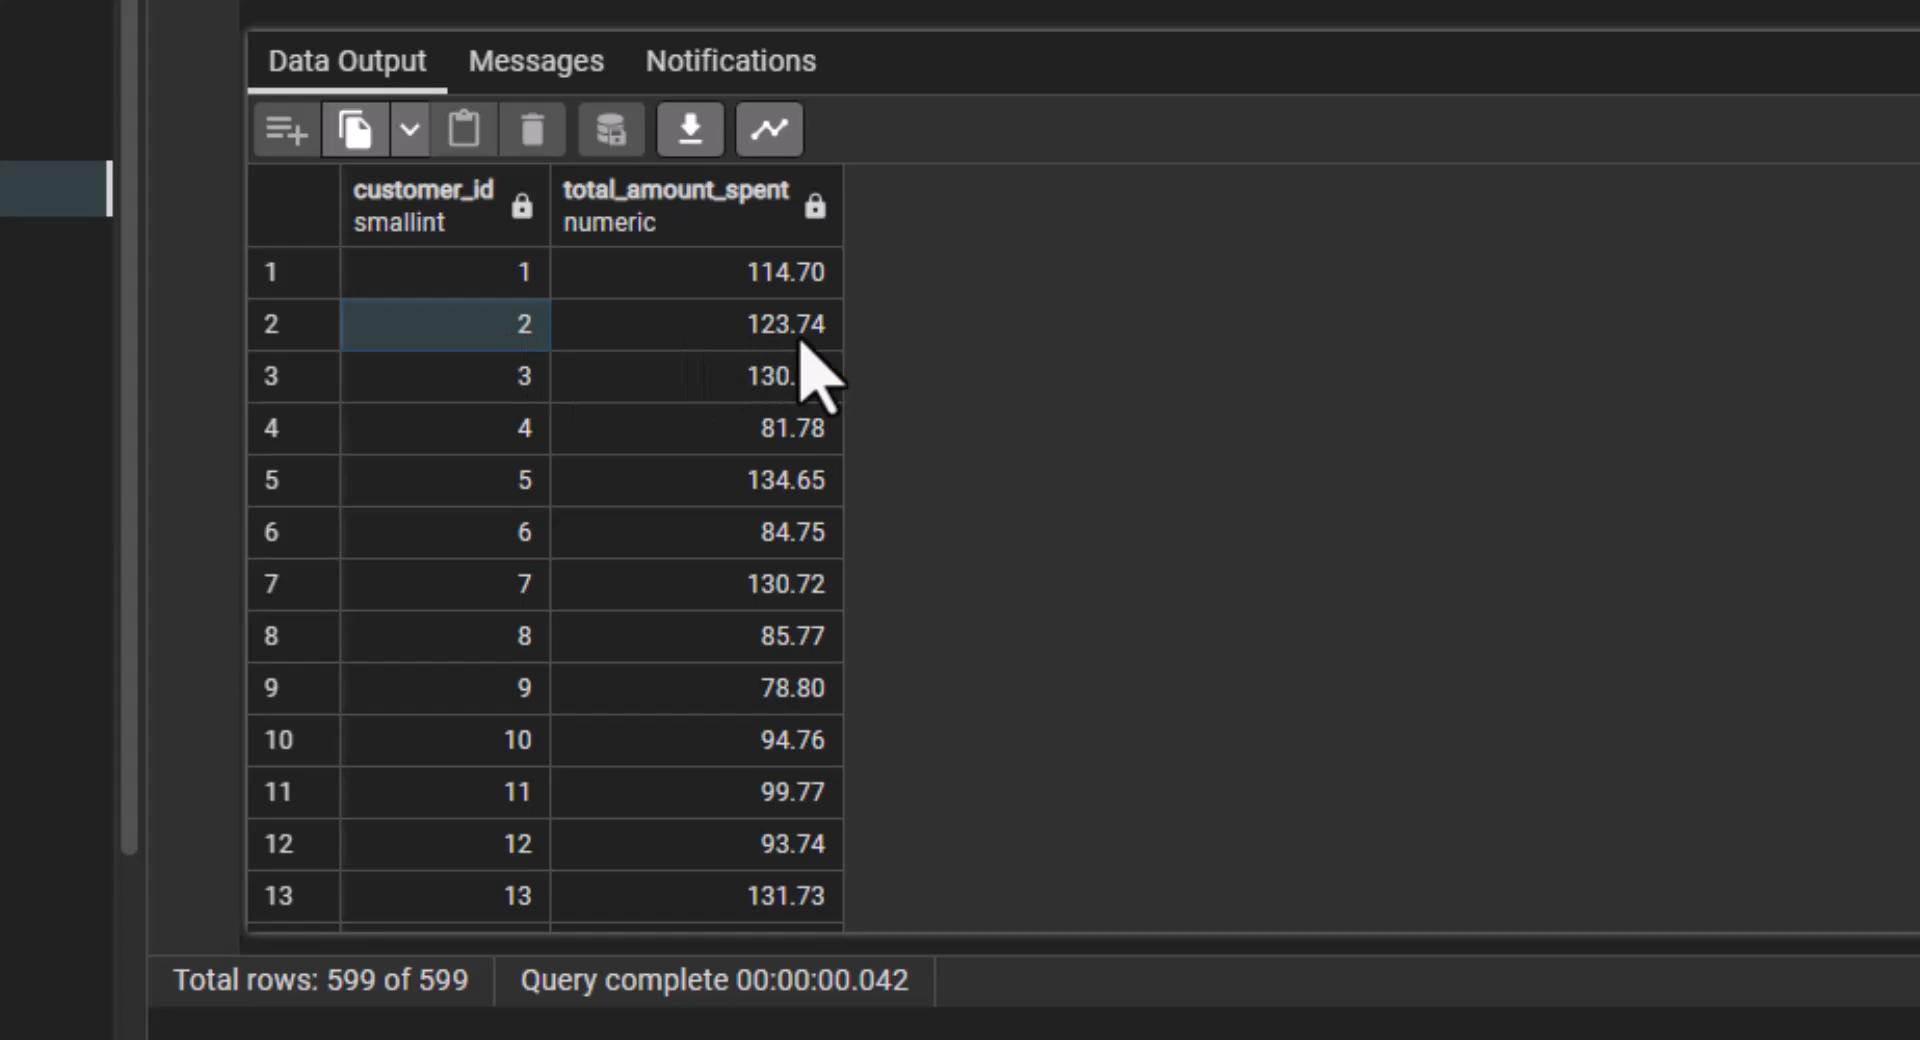 Data Output Messages Notifications
customer_id total_amount_spent
smallint numeric
1 1 114.70
2 2 123.74
3 3 130.
4 4 81.78
5 5 134.65
6 6 84.75
7 7 130.72
8 8 85.77
9 9 78.80
10 10 94.76
11 11 99.77
12 12 93.74
13 13 131.73
Total rows: 599 of 599 Query complete 00:00:00.042